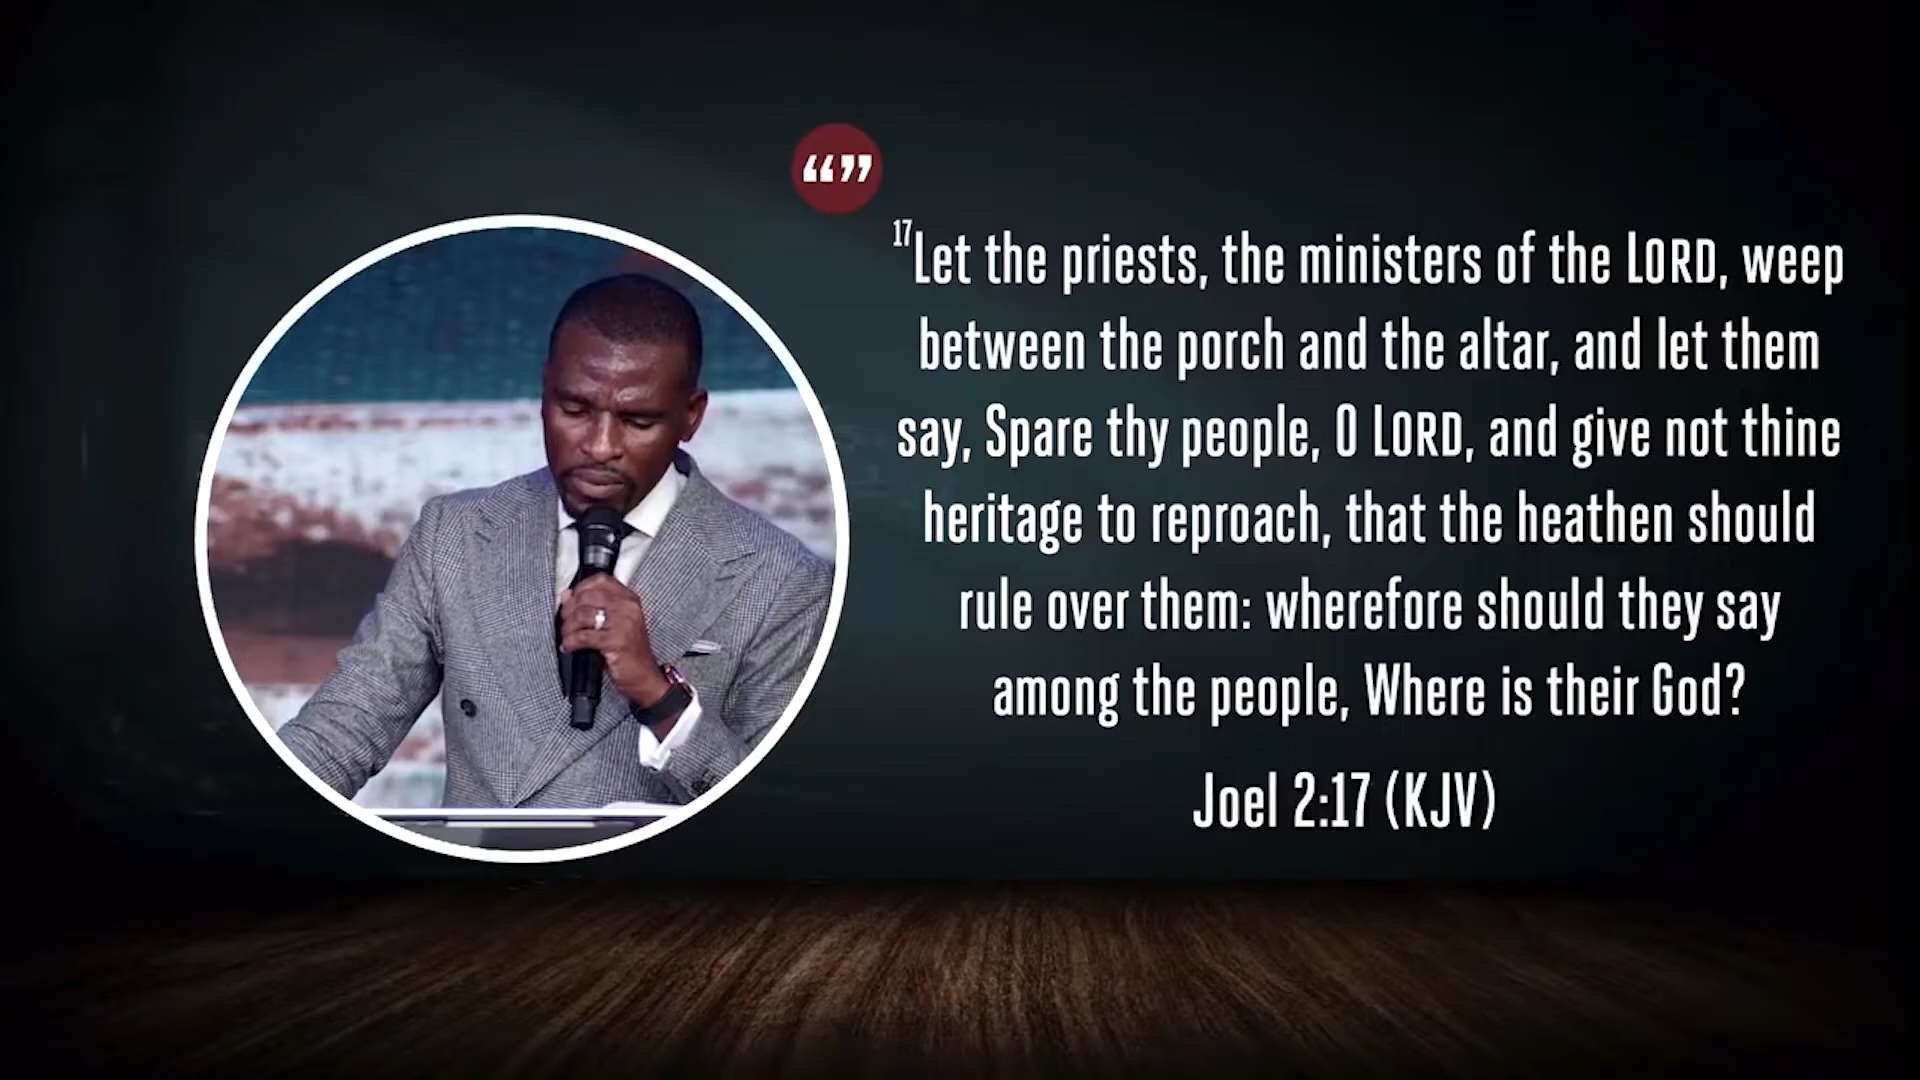 “”
17Let the priests, the ministers of the LORD, weep
between the porch and the altar, and let them
say, Spare thy people, O LORD, and give not thine
heritage to reproach, that the heathen should
rule over them: wherefore should they say
among the people, Where is their God?
Joel 2:17 (KJV)